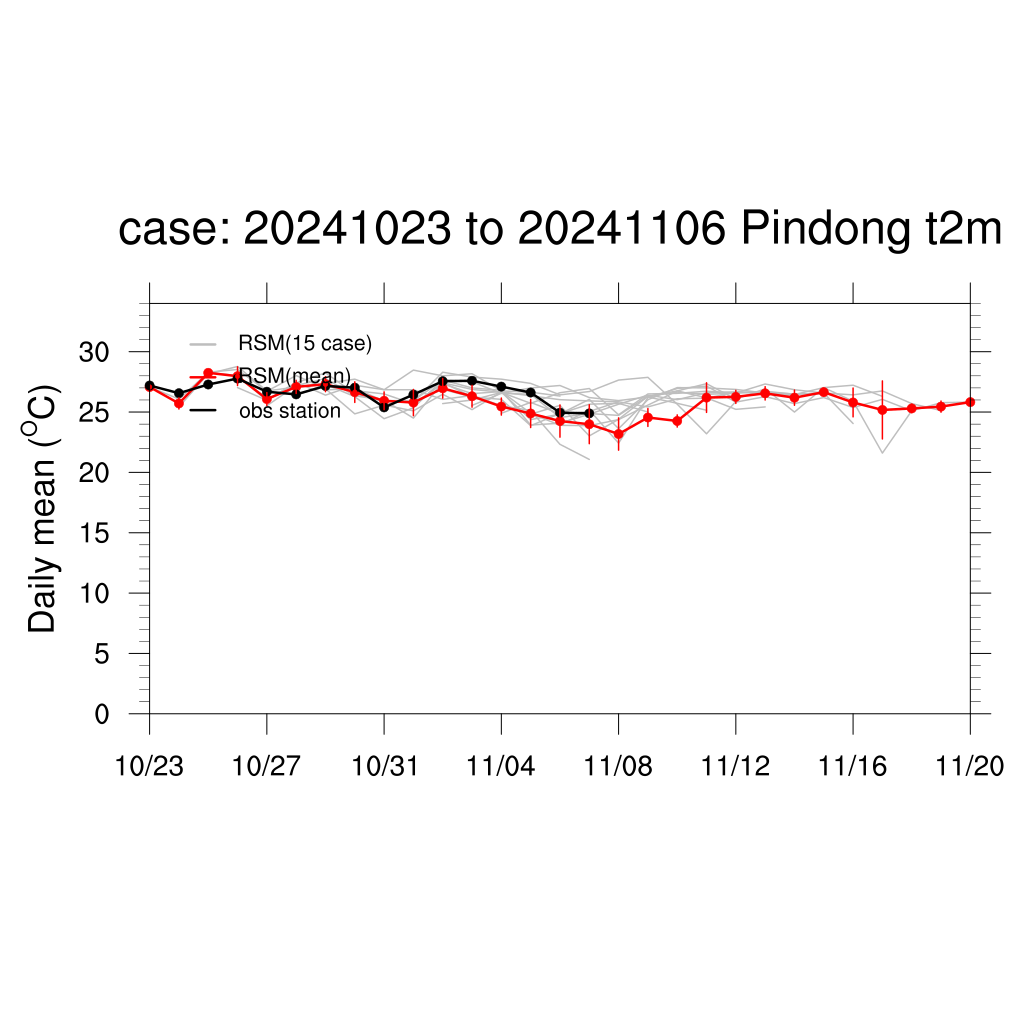 case: 20241023 to 20241106 Pindong t2m
RSM(15 case)
RSM(mean)
obs station
Daily mean (°C)
30
25
20
15
10
5
0
10/23 10/27 10/31 11/04 11/08 11/12 11/16 11/20